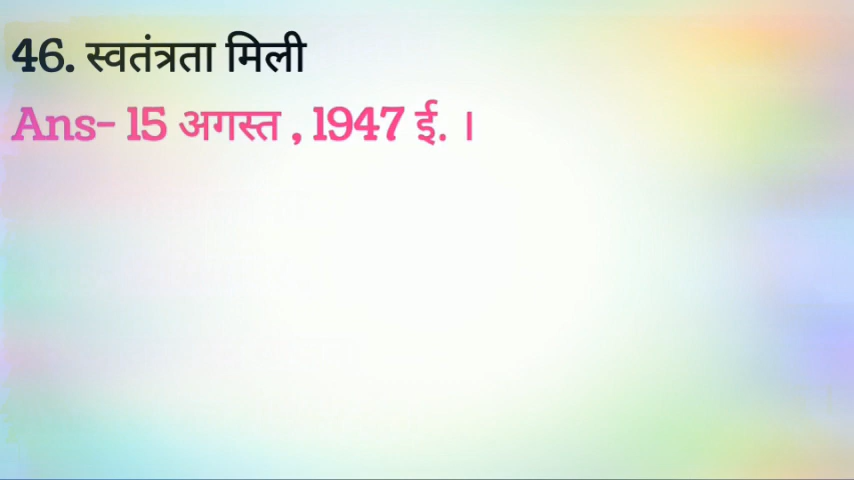 46. स्वतंत्रता मिली
Ans- 15 अगस्त , 1947 ई. ।